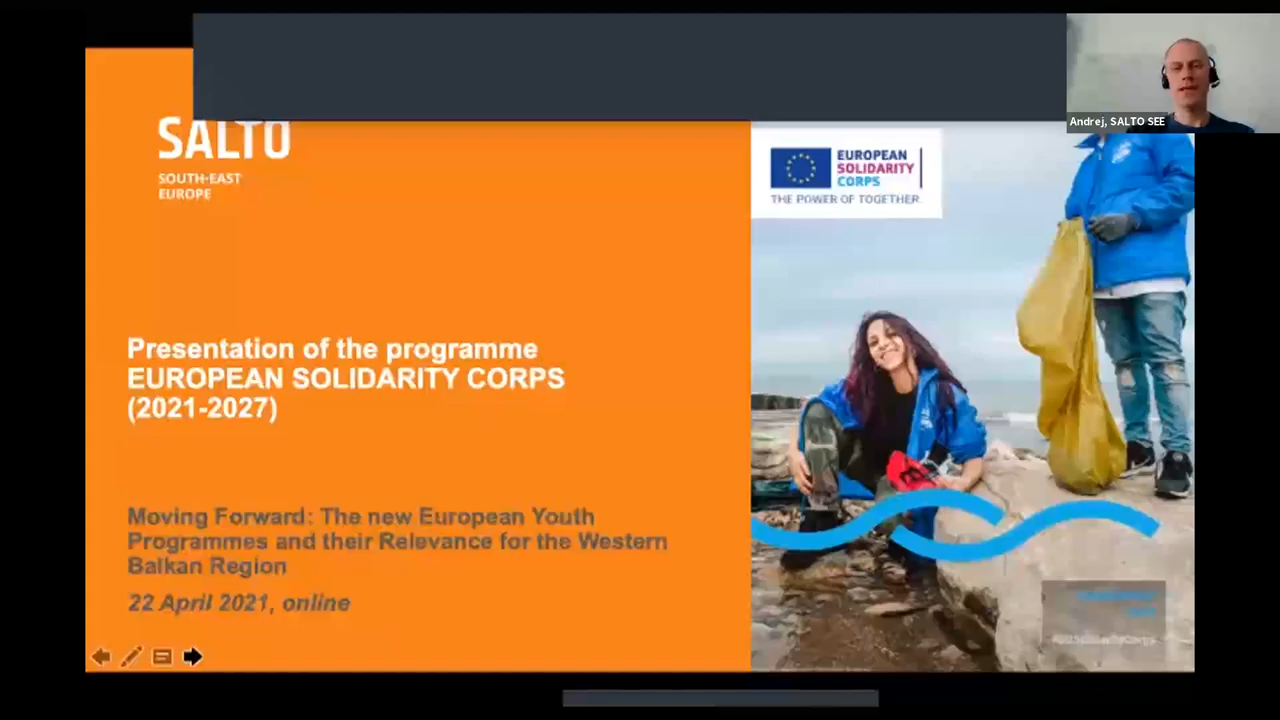 SALTO
SOUTH-EAST
EUROPE
Presentation of the programme
EUROPEAN SOLIDARITY CORPS
(2021-2027)
Moving Forward: The new European Youth
Programmes and their Relevance for the Western
Balkan Region
22 April 2021, online
EUROPEAN
SOLIDARITY
CORPS
THE POWER OF TOGETHER.
Andrej, SALTO SEE